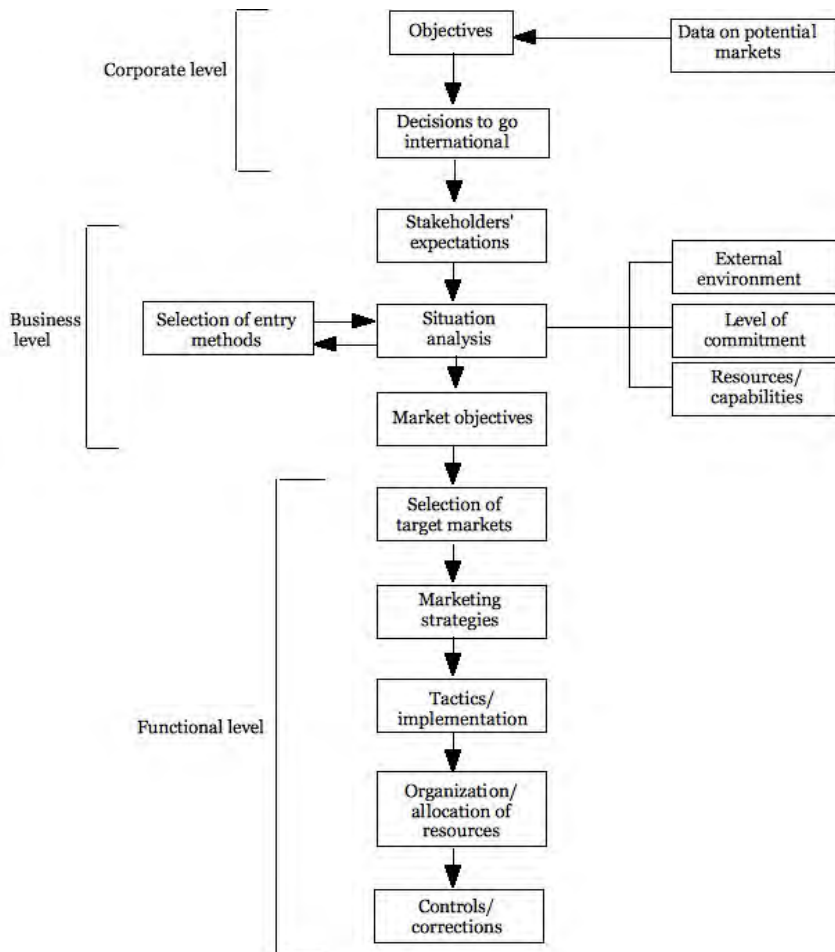 Objectives
Data on potential
markets
Corporate level
Decisions to go
international
Stakeholders'
expectations
External
environment
Business
level
Selection of entry
methods
Situation
analysis
Level of
commitment
Resources/
capabilities
Market objectives
Selection of
target markets
Marketing
strategies
Functional level
Tactics/
implementation
Organization/
allocation of
resources
Controls/
corrections